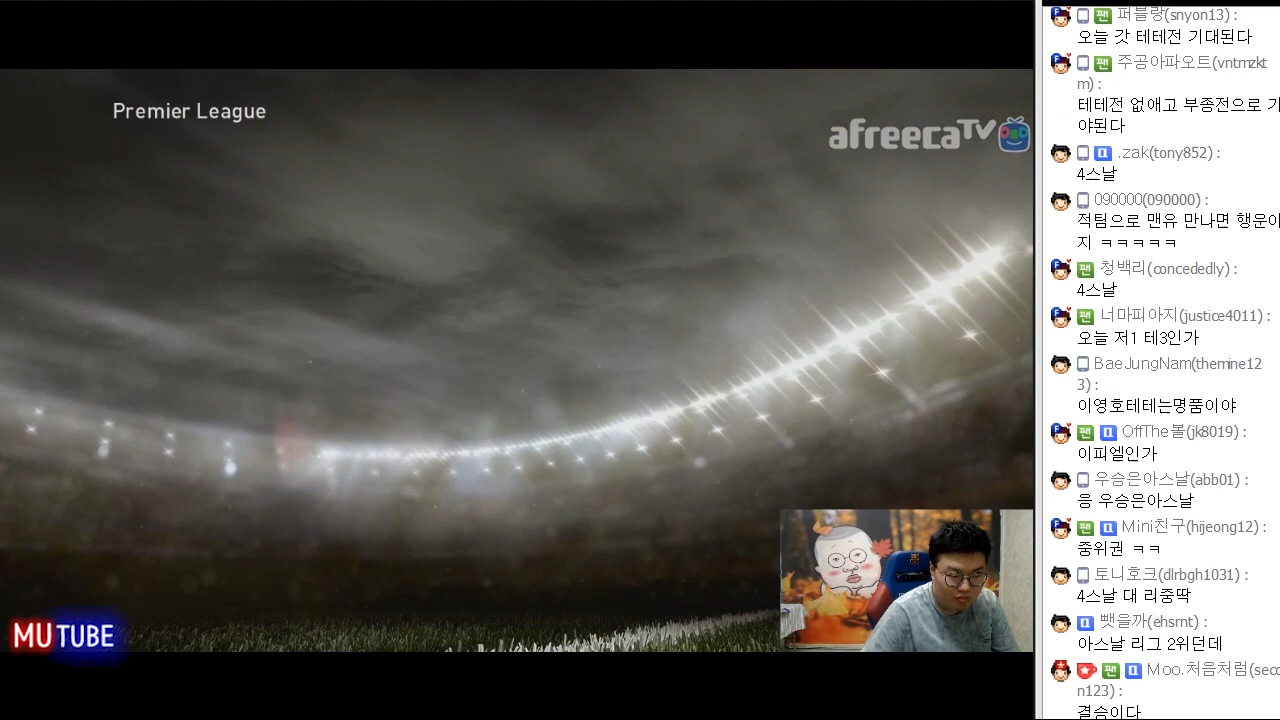 Premier League
afreecaTV
MUTUBE
팬 퍼블랑(snyon13) :
오늘 갓 테테전 기대된다
팬 주공아파오트(vntmzkt
m) :
테테전 없애고 부종전으로 가
야된다
.zak(tony852) :
4스날
090000(090000) :
적팀으로 맨유 만나면 행운이
지 ㅋㅋㅋㅋㅋ
팬 청백리(concededly) :
4스날
팬 너마피아지(justice4011) :
오늘 저1 테3인가
BaeJungNam(themine12
3) :
이영호테테는명품이야
팬 OffThe볼(jk8019) :
이피엘인가
우승은아스날(abb01) :
응 우승은아스날
팬 Mini친구(hijeong12) :
중위권 ㅋㅋ
토니호크(dlrbgh1031) :
4스날 대 리중딱
뺏을까(ehsrnt) :
아스날 리그 2위던데
팬 Moo.처음처럼(seco
n123) :
결승이다